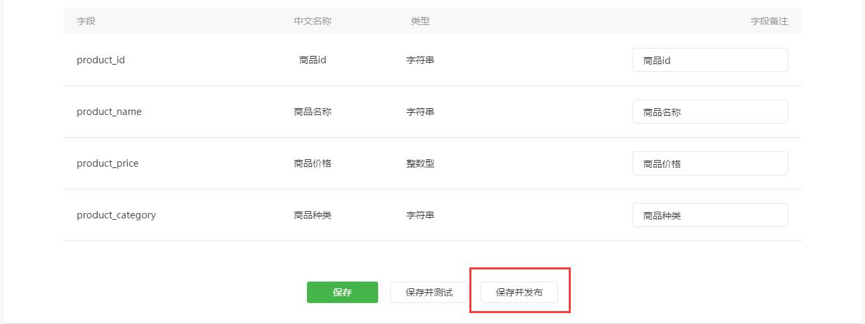 字段 中文名称 类型 字段备注
product_id 商品id 字符串 商品id
product_name 商品名称 字符串 商品名称
product_price 商品价格 整数型 商品价格
product_category 商品种类 字符串 商品种类
保存 保存并测试 保存并发布